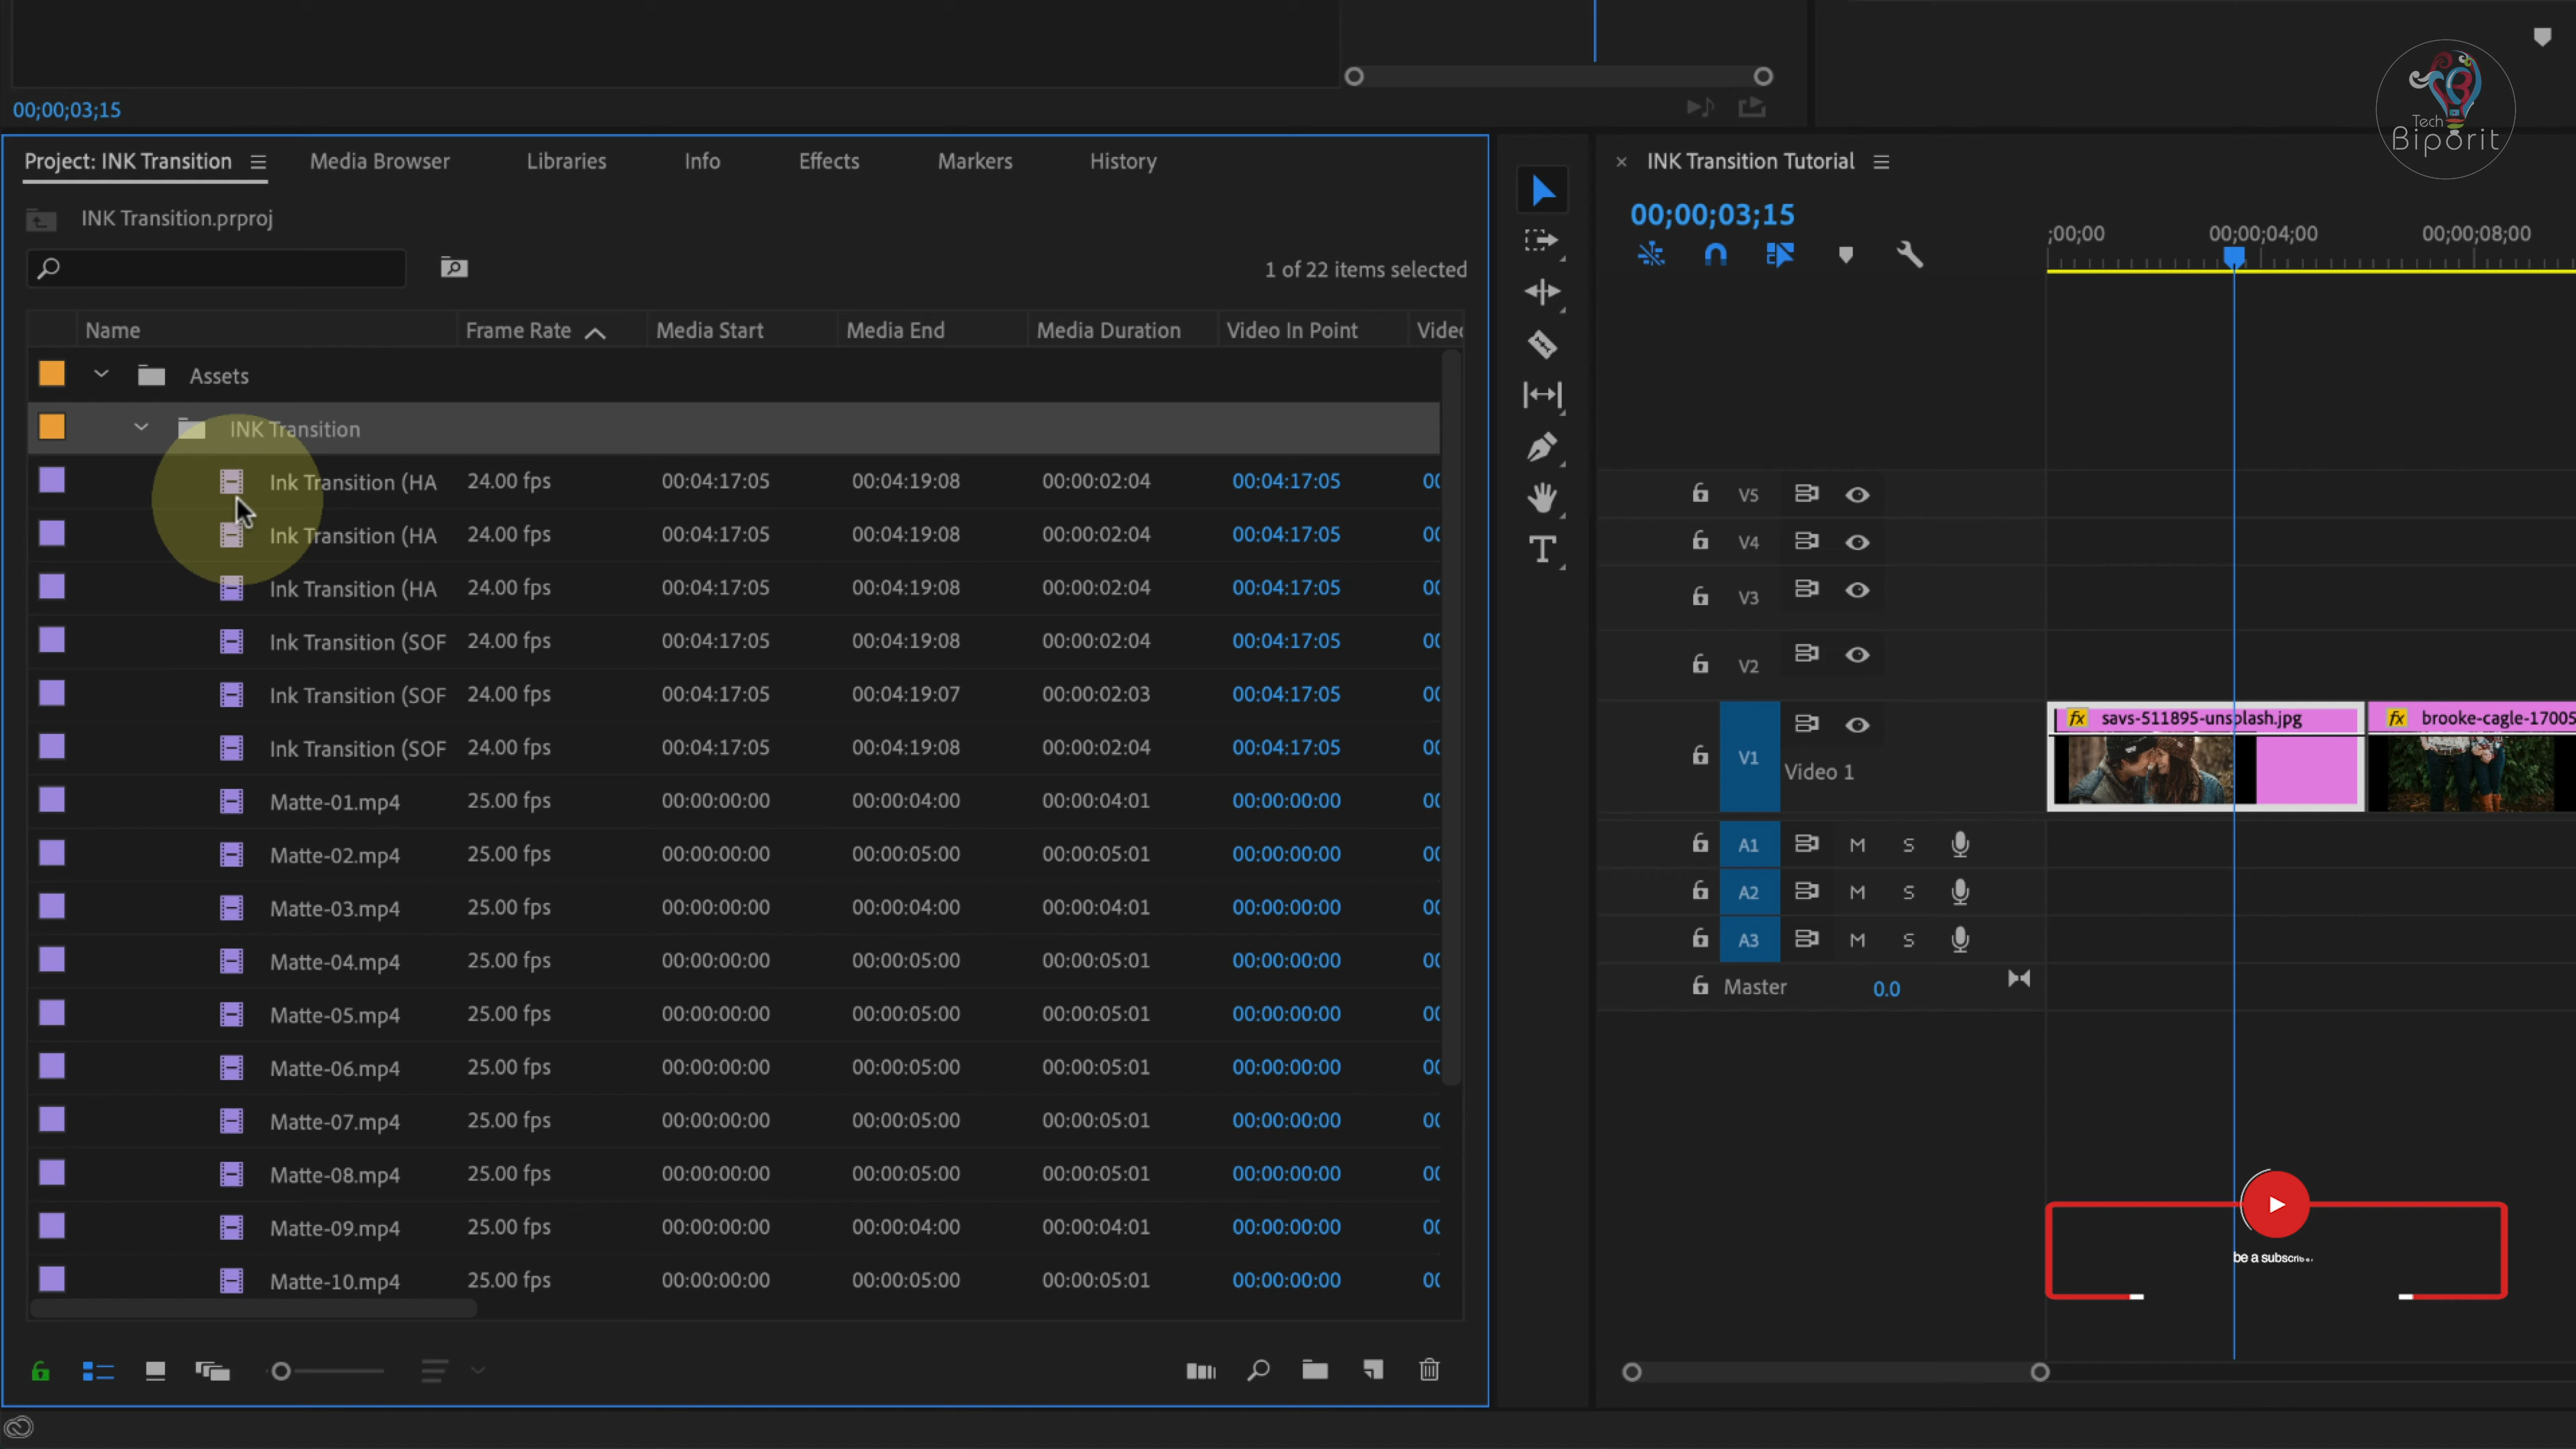 00;00;03;15
Tech
Biporit
Project: INK Transition
Media Browser
Libraries
Info
Effects
Markers
History
INK Transition.prproj
1 of 22 items selected
Name Frame Rate Media Start Media End Media Duration Video In Point Video
Assets
INK Transition
Ink Transition (HA 24.00 fps 00:04:17:05 00:04:19:08 00:00:02:04 00:04:17:05 00
Ink Transition (HA 24.00 fps 00:04:17:05 00:04:19:08 00:00:02:04 00:04:17:05 00
Ink Transition (HA 24.00 fps 00:04:17:05 00:04:19:08 00:00:02:04 00:04:17:05 00
Ink Transition (SOF 24.00 fps 00:04:17:05 00:04:19:08 00:00:02:04 00:04:17:05 00
Ink Transition (SOF 24.00 fps 00:04:17:05 00:04:19:07 00:00:02:03 00:04:17:05 00
Ink Transition (SOF 24.00 fps 00:04:17:05 00:04:19:08 00:00:02:04 00:04:17:05 00
Matte-01.mp4 25.00 fps 00:00:00:00 00:00:04:00 00:00:04:01 00:00:00:00 00
Matte-02.mp4 25.00 fps 00:00:00:00 00:00:05:00 00:00:05:01 00:00:00:00 00
Matte-03.mp4 25.00 fps 00:00:00:00 00:00:04:00 00:00:04:01 00:00:00:00 00
Matte-04.mp4 25.00 fps 00:00:00:00 00:00:05:00 00:00:05:01 00:00:00:00 00
Matte-05.mp4 25.00 fps 00:00:00:00 00:00:05:00 00:00:05:01 00:00:00:00 00
Matte-06.mp4 25.00 fps 00:00:00:00 00:00:05:00 00:00:05:01 00:00:00:00 00
Matte-07.mp4 25.00 fps 00:00:00:00 00:00:05:00 00:00:05:01 00:00:00:00 00
Matte-08.mp4 25.00 fps 00:00:00:00 00:00:05:00 00:00:05:01 00:00:00:00 00
Matte-09.mp4 25.00 fps 00:00:00:00 00:00:04:00 00:00:04:01 00:00:00:00 00
Matte-10.mp4 25.00 fps 00:00:00:00 00:00:05:00 00:00:05:01 00:00:00:00 00
INK Transition Tutorial
00;00;03;15
;00;00 00;00;04;00 00;00;08;00
V5
V4
V3
V2
fx savs-511895-unsplash.jpg fx brooke-cagle-17005
V1
Video 1
A1 M S
A2 M S
A3 M S
Master 0.0
be a subscribe